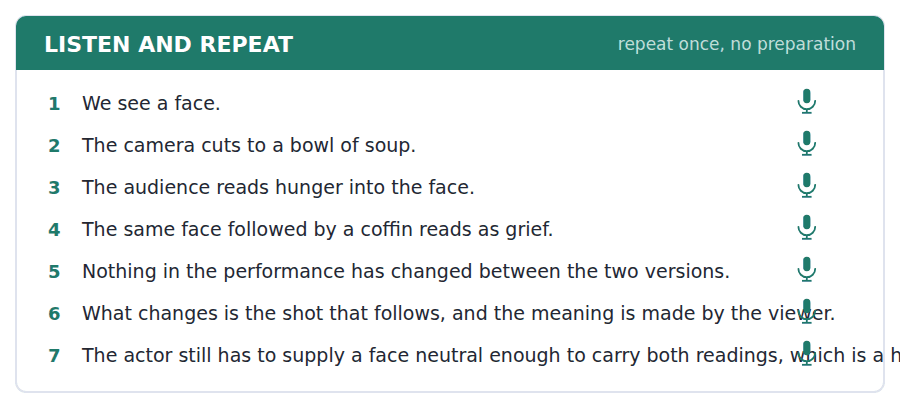 LISTEN AND REPEAT
repeat once, no preparation
1 We see a face.
2 The camera cuts to a bowl of soup.
3 The audience reads hunger into the face.
4 The same face followed by a coffin reads as grief.
5 Nothing in the performance has changed between the two versions.
6 What changes is the shot that follows, and the meaning is made by the viewer.
7 The actor still has to supply a face neutral enough to carry both readings, which is a